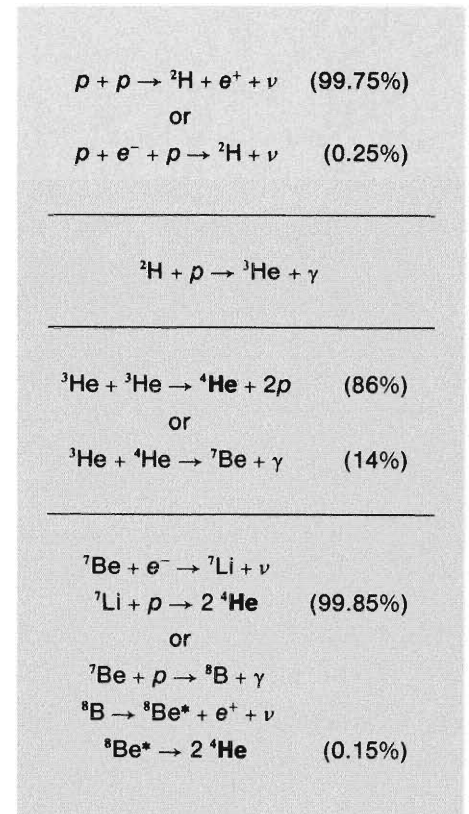 p + p → ²H + e⁺ + ν (99.75%)
or
p + e⁻ + p → ²H + ν (0.25%)
²H + p → ³He + γ
³He + ³He → ⁴He + 2p (86%)
or
³He + ⁴He → ⁷Be + γ (14%)
⁷Be + e⁻ → ⁷Li + ν
⁷Li + p → 2 ⁴He (99.85%)
or
⁷Be + p → ⁸B + γ
⁸B → ⁸Be* + e⁺ + ν
⁸Be* → 2 ⁴He (0.15%)